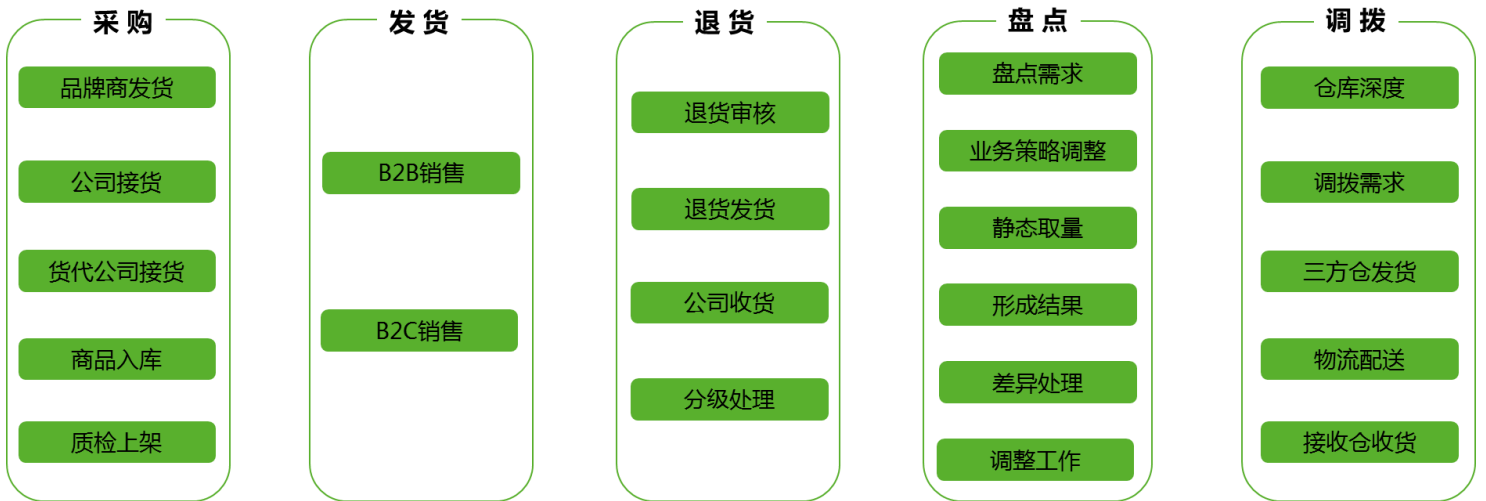 采购
品牌商发货
公司接货
货代公司接货
商品入库
质检上架
发货
B2B销售
B2C销售
退货
退货审核
退货发货
公司收货
分级处理
盘点
盘点需求
业务策略调整
静态取量
形成结果
差异处理
调整工作
调拨
仓库深度
调拨需求
三方仓发货
物流配送
接收仓收货